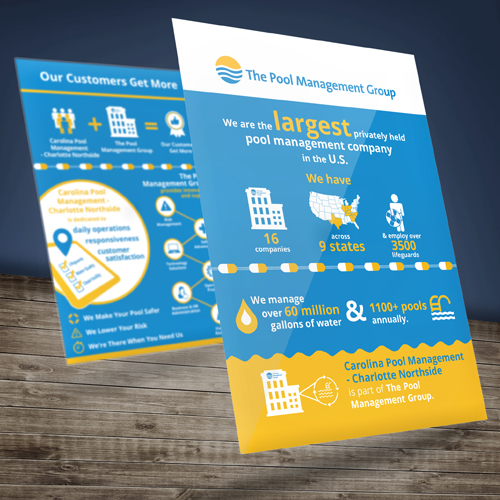 The Pool Management Group
We are the largest privately held
pool management company
in the U.S.
We have
16
companies
across
9 states
& employ over
3500
lifeguards
We manage
over 60 million
gallons of water
&
1100+ pools
annually.
Carolina Pool Management
- Charlotte Northside
is part of The Pool
Management Group.
Our Customers Get More
Carolina Pool
Management
- Charlotte Northside
+
The Pool
Management Group
=
Our Customers
Get More
The P
Management Gro
Carolina Pool
Management -
Charlotte Northside
is dedicated to
daily operations
responsiveness
customer
satisfaction
Risk
Management
We Make Your Pool Safer
We Lower Your Risk
We're There When You Need Us